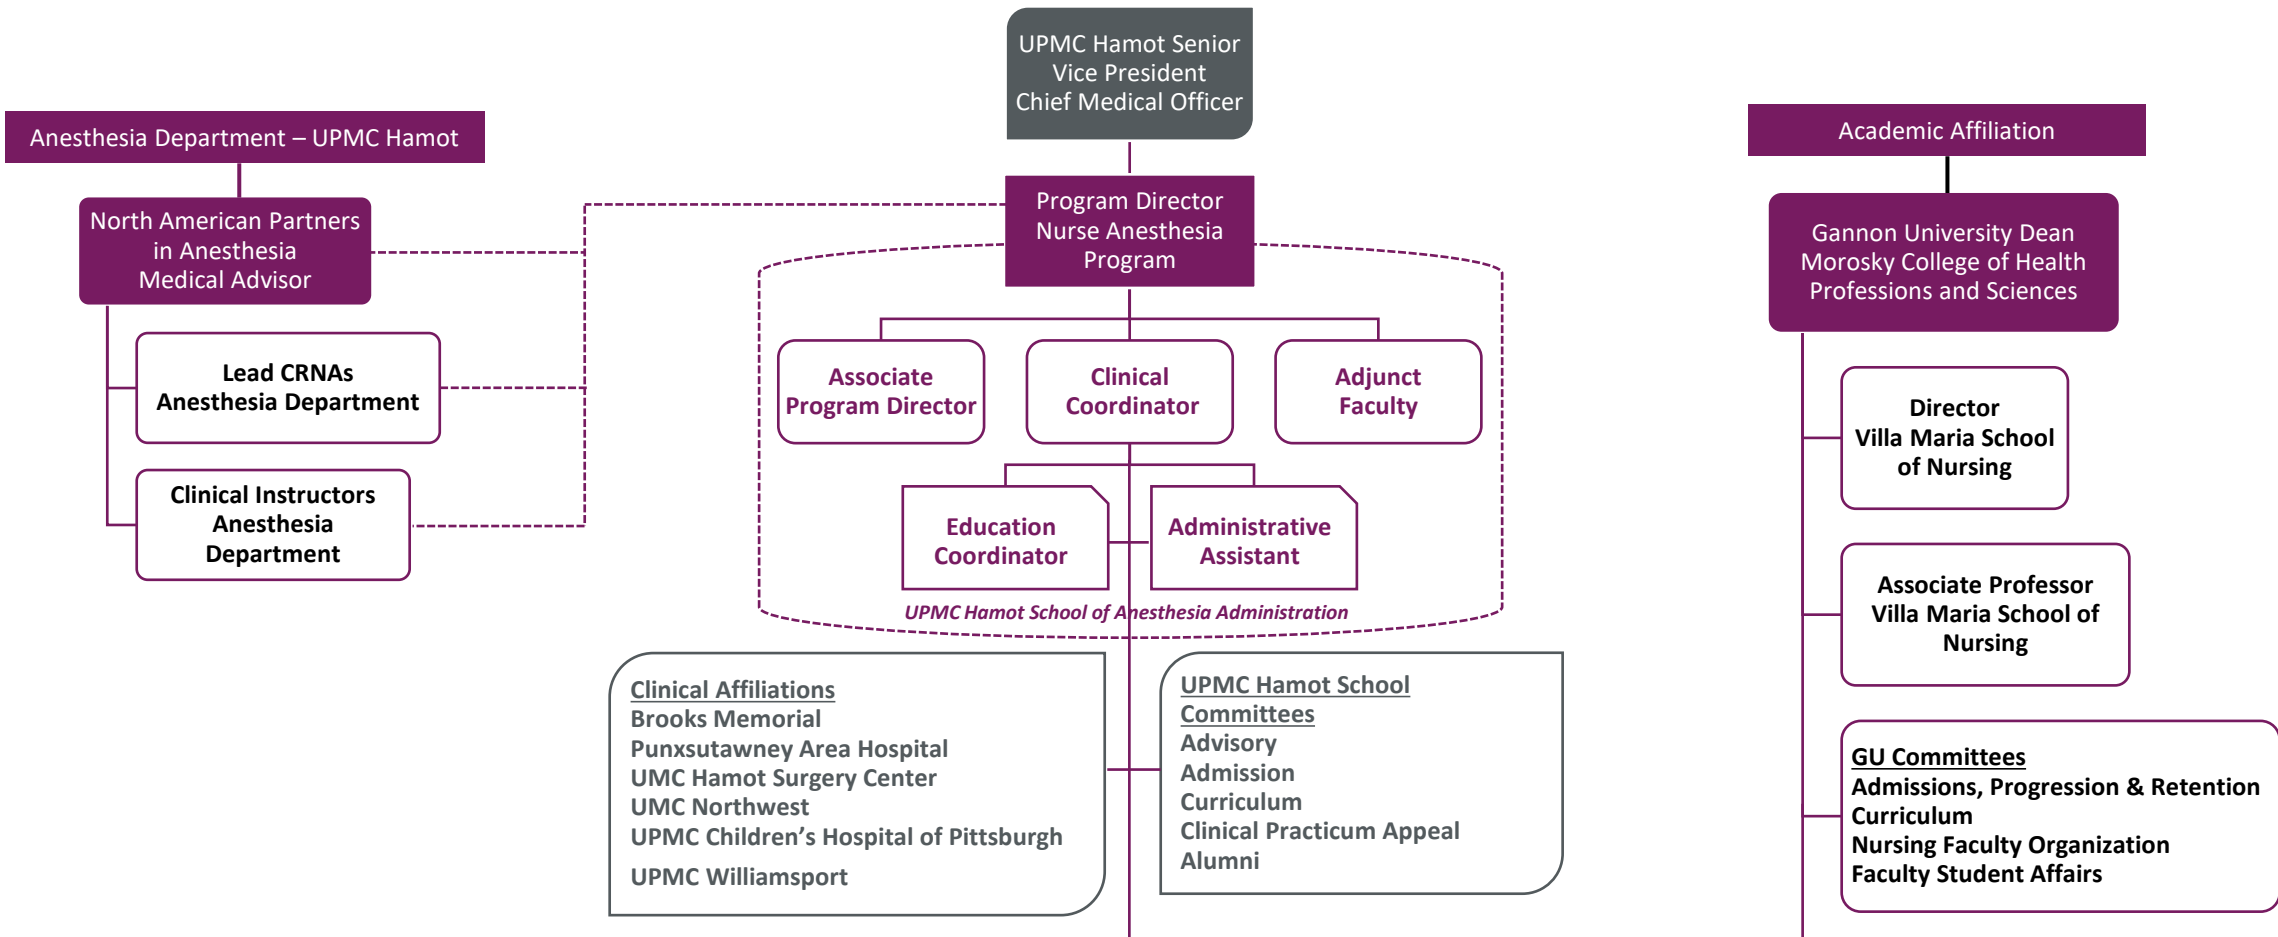 UPMC Hamot Senior
Vice President
Chief Medical Officer
Anesthesia Department – UPMC Hamot
North American Partners
in Anesthesia
Medical Advisor
Lead CRNAs
Anesthesia Department
Clinical Instructors
Anesthesia
Department
Program Director
Nurse Anesthesia
Program
Associate
Program Director
Clinical
Coordinator
Adjunct
Faculty
Education
Coordinator
Administrative
Assistant
UPMC Hamot School of Anesthesia Administration
Clinical Affiliations
Brooks Memorial
Punxsutawney Area Hospital
UMC Hamot Surgery Center
UMC Northwest
UPMC Children’s Hospital of Pittsburgh
UPMC Williamsport
UPMC Hamot School
Committees
Advisory
Admission
Curriculum
Clinical Practicum Appeal
Alumni
Academic Affiliation
Gannon University Dean
Morosky College of Health
Professions and Sciences
Director
Villa Maria School
of Nursing
Associate Professor
Villa Maria School of
Nursing
GU Committees
Admissions, Progression & Retention
Curriculum
Nursing Faculty Organization
Faculty Student Affairs